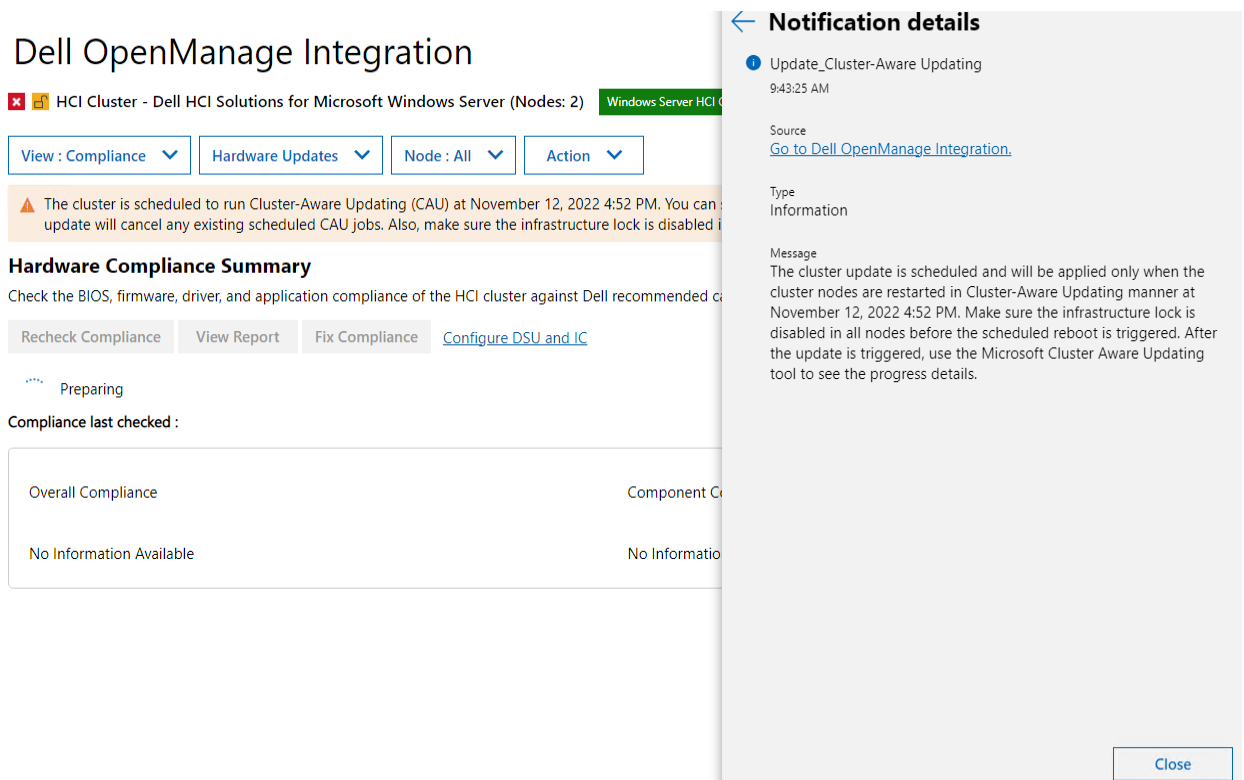 Dell OpenManage Integration
HCI Cluster - Dell HCI Solutions for Microsoft Windows Server (Nodes: 2)
Windows Server HCI
View : Compliance
Hardware Updates
Node : All
Action
The cluster is scheduled to run Cluster-Aware Updating (CAU) at November 12, 2022 4:52 PM. You can
update will cancel any existing scheduled CAU jobs. Also, make sure the infrastructure lock is disabled
Hardware Compliance Summary
Check the BIOS, firmware, driver, and application compliance of the HCI cluster against Dell recommended
Recheck Compliance
View Report
Fix Compliance
Configure DSU and IC
Preparing
Compliance last checked :
Overall Compliance
Component
No Information Available
No
Notification details
Update_Cluster-Aware Updating
9:43:25 AM
Source
Go to Dell OpenManage Integration.
Type
Information
Message
The cluster update is scheduled and will be applied only when the
cluster nodes are restarted in Cluster-Aware Updating manner at
November 12, 2022 4:52 PM. Make sure the infrastructure lock is
disabled in all nodes before the scheduled reboot is triggered. After
the update is triggered, use the Microsoft Cluster Aware Updating
tool to see the progress details.
Close